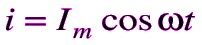 i = I_m cos ωt